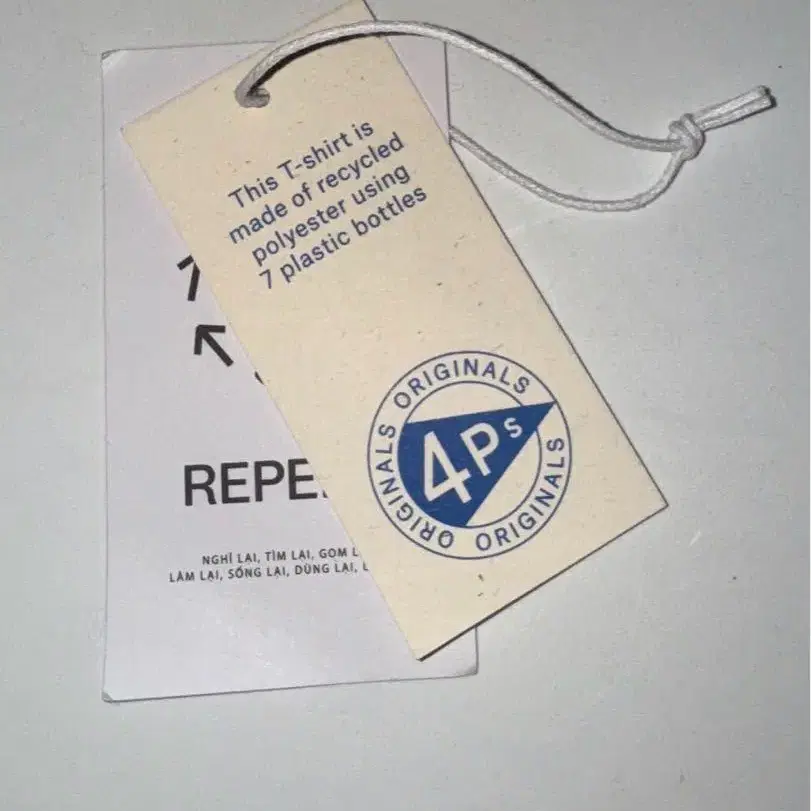 This T-shirt is
made of recycled
polyester using
7 plastic bottles
ORIGINALS
ORIGINALS
ORIGINALS
4Ps
REPE
NGHĨ LẠI, TÌM LẠI, GOM
LÀM LẠI, SỐNG LẠI, DÙNG LẠI,